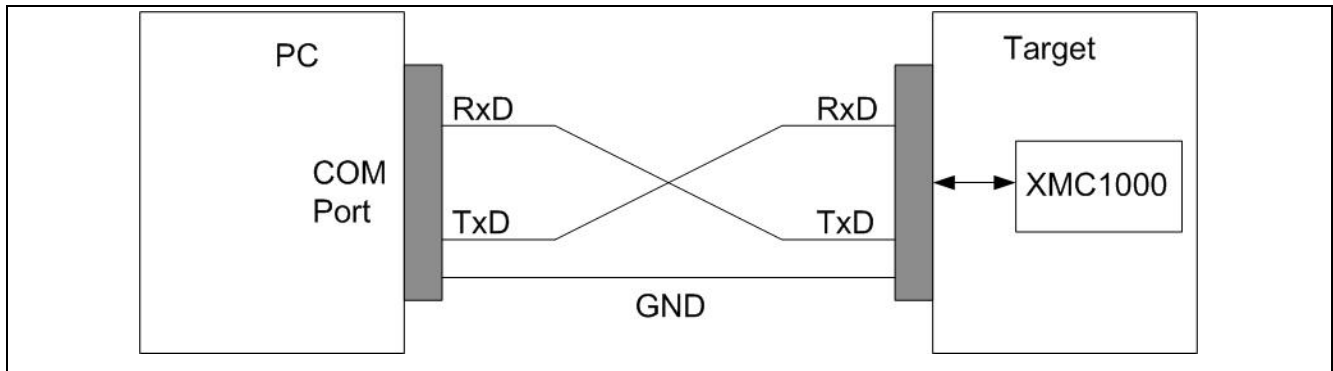 PC
Target
RxD
RxD
COM
Port
XMC1000
TxD
TxD
GND